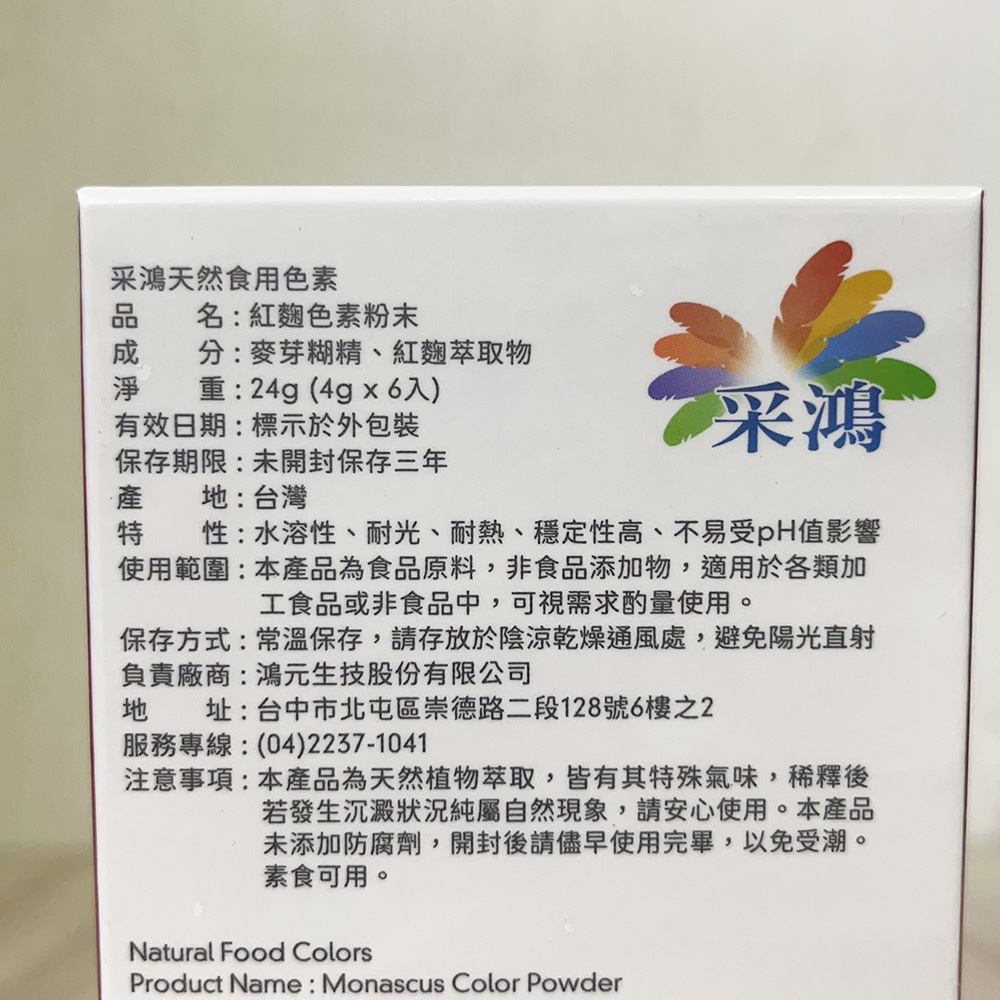 采鴻天然食用色素
采鴻
品 名：紅麴色素粉末
成 分：麥芽糊精、紅麴萃取物
淨 重：24g (4g x 6入)
有效日期：標示於外包裝
保存期限：未開封保存三年
產 地：台灣
特 性：水溶性、耐光、耐熱、穩定性高、不易受pH值影響
使用範圍：本產品為食品原料，非食品添加物，適用於各類加
工食品或非食品中，可視需求酌量使用。
保存方式：常溫保存，請存放於陰涼乾燥通風處，避免陽光直射
負責廠商：鴻元生技股份有限公司
地 址：台中市北屯區崇德路二段128號6樓之2
服務專線：(04)2237-1041
注意事項：本產品為天然植物萃取，皆有其特殊氣味，稀釋後
若發生沉澱狀況純屬自然現象，請安心使用。本產品
未添加防腐劑，開封後請儘早使用完畢，以免受潮。
素食可用。
Natural Food Colors
Product Name : Monascus Color Powder